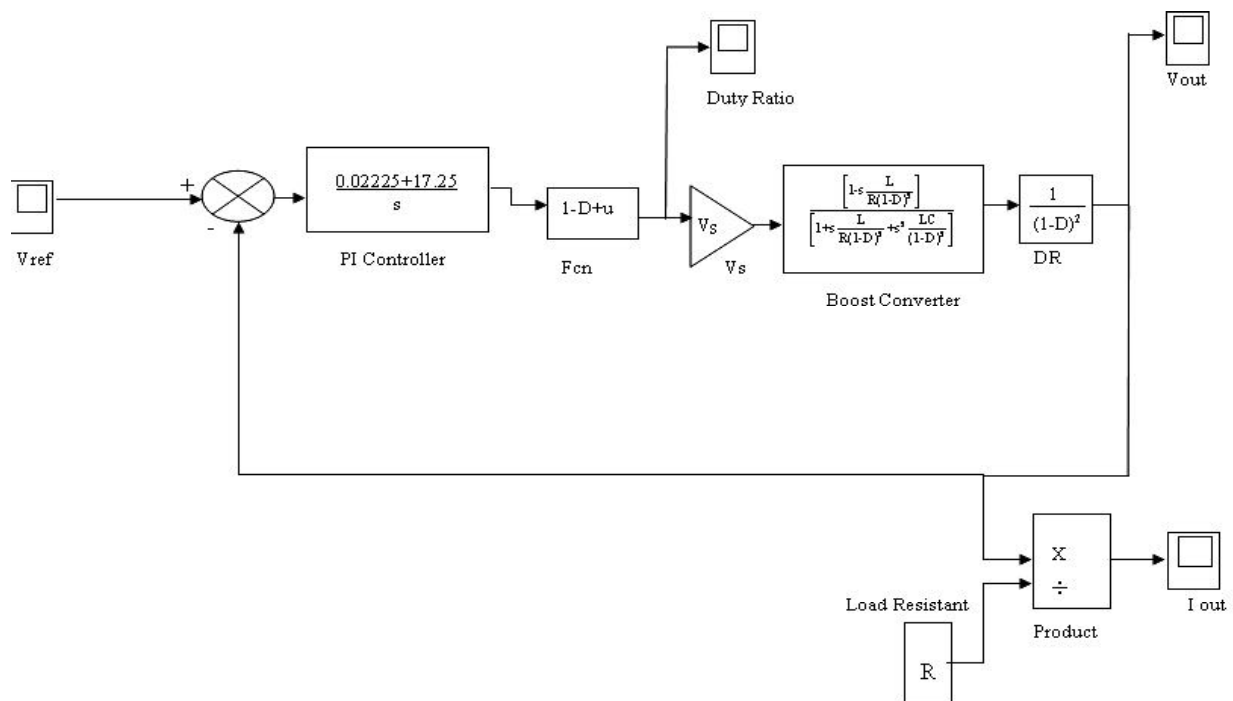 Duty Ratio
Vout
+
-
Vref
0.02225+17.25
s
PI Controller
1-D+u
Fcn
Vs
Vs
[1-s L/R(1-D)²]
[1+s L/R(1-D)² +s² LC/(1-D)²]
Boost Converter
1
(1-D)²
DR
X
÷
Product
I out
Load Resistant
R